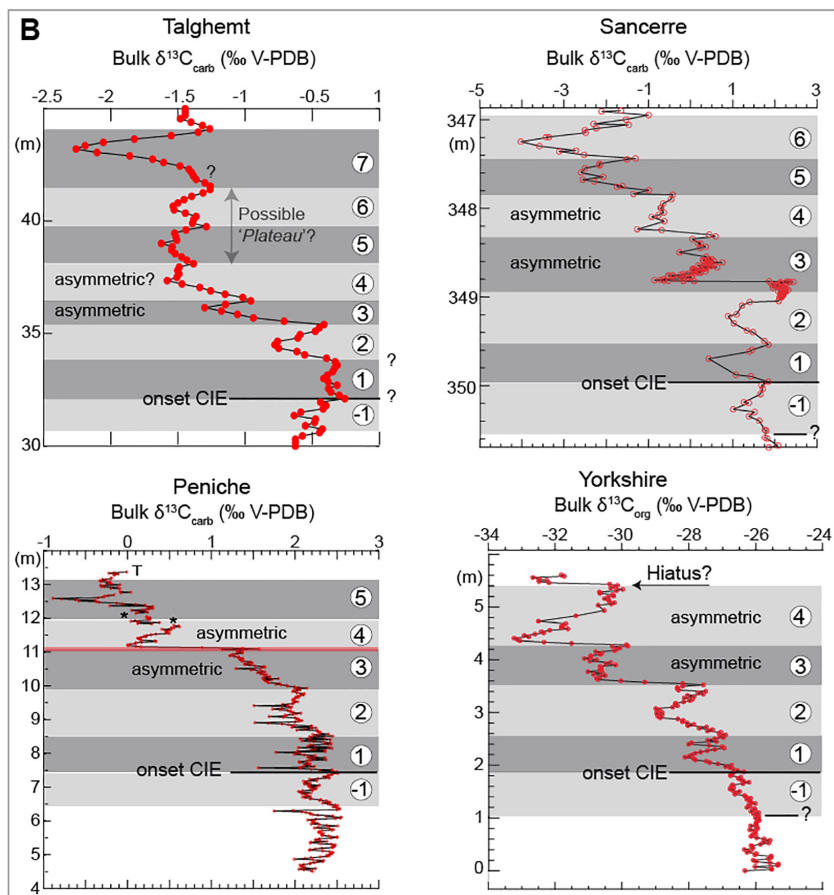 B
Talghemt
Bulk δ¹³Ccarb (‰ V-PDB)
-2.5 -2 -1.5 -1 -0.5 1
(m)
40
35
30
7
?
6
Possible
'Plateau'?
5
asymmetric?
4
asymmetric
3
2
?
1
?
onset CIE
-1
Sancerre
Bulk δ¹³Ccarb (‰ V-PDB)
-5 -3 -1 1 3
347
(m)
348
349
350
6
5
asymmetric
4
asymmetric
3
2
1
onset CIE
-1
?
Peniche
Bulk δ¹³Ccarb (‰ V-PDB)
-1 0 1 2 3
(m)
13
12
11
10
9
8
7
6
5
4
T
5
*
*
asymmetric
4
asymmetric
3
2
1
onset CIE
-1
Yorkshire
Bulk δ¹³Corg (‰ V-PDB)
-34 -32 -30 -28 -26 -24
(m)
5
4
3
2
1
0
Hiatus?
asymmetric
4
asymmetric
3
2
1
onset CIE
-1
?